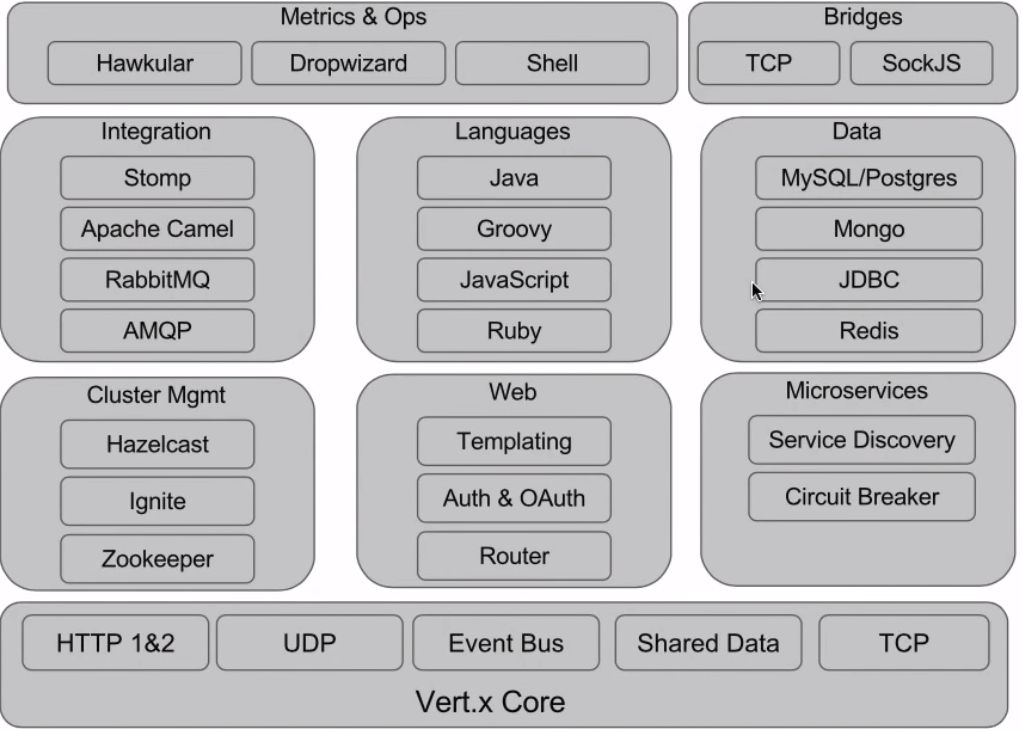 Metrics & Ops
Hawkular
Dropwizard
Shell
Bridges
TCP
SockJS
Integration
Stomp
Apache Camel
RabbitMQ
AMQP
Languages
Java
Groovy
JavaScript
Ruby
Data
MySQL/Postgres
Mongo
JDBC
Redis
Cluster Mgmt
Hazelcast
Ignite
Zookeeper
Web
Templating
Auth & OAuth
Router
Microservices
Service Discovery
Circuit Breaker
HTTP 1&2
UDP
Event Bus
Shared Data
TCP
Vert.x Core